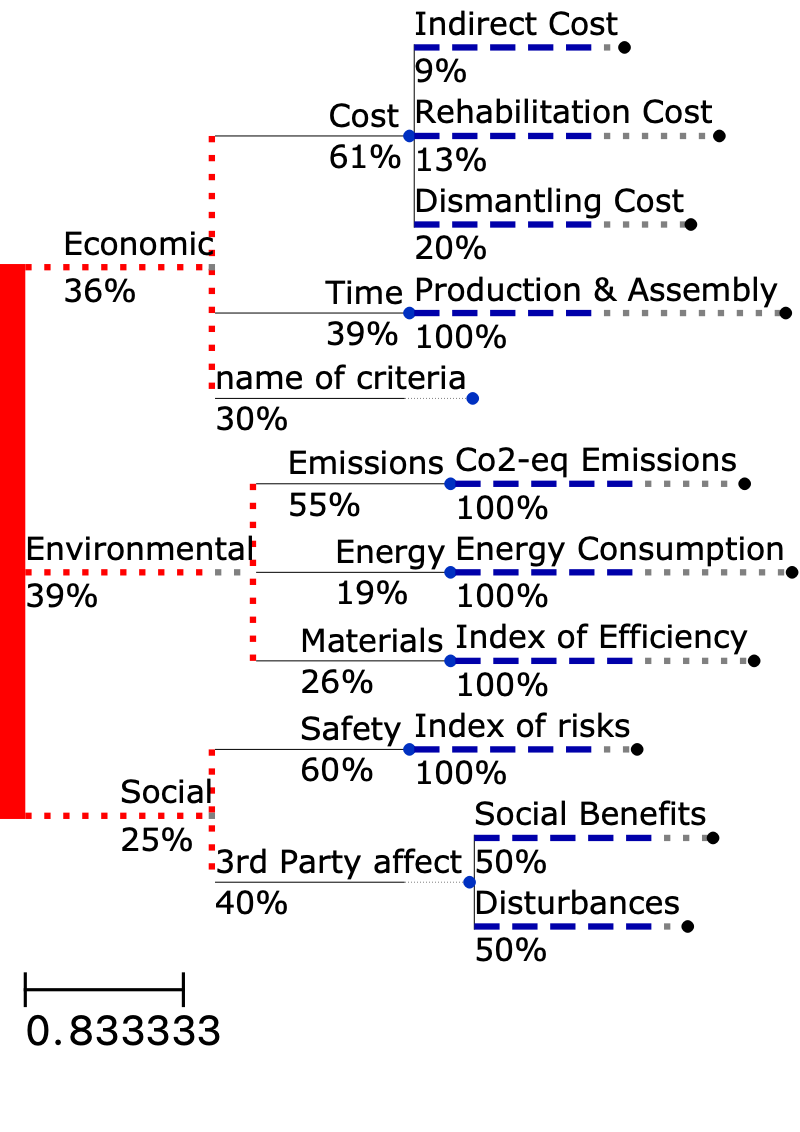 Indirect Cost
9%
Cost
61%
Rehabilitation Cost
13%
Dismantling Cost
20%
Economic
36%
Time
39%
Production & Assembly
100%
name of criteria
30%
Emissions
55%
Co2-eq Emissions
100%
Environmental
39%
Energy
19%
Energy Consumption
100%
Materials
26%
Index of Efficiency
100%
Safety
60%
Index of risks
100%
Social
25%
3rd Party affect
40%
Social Benefits
50%
Disturbances
50%
0.833333